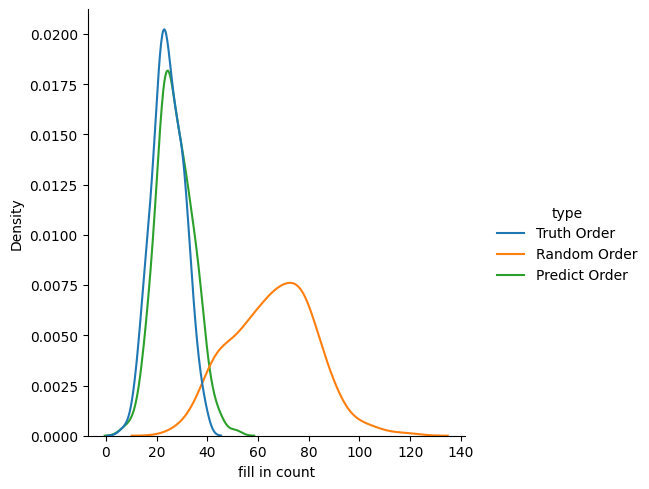 0.0200
0.0175
0.0150
0.0125
0.0100
0.0075
0.0050
0.0025
0.0000
Density
0 20 40 60 80 100 120 140
fill in count
type
Truth Order
Random Order
Predict Order